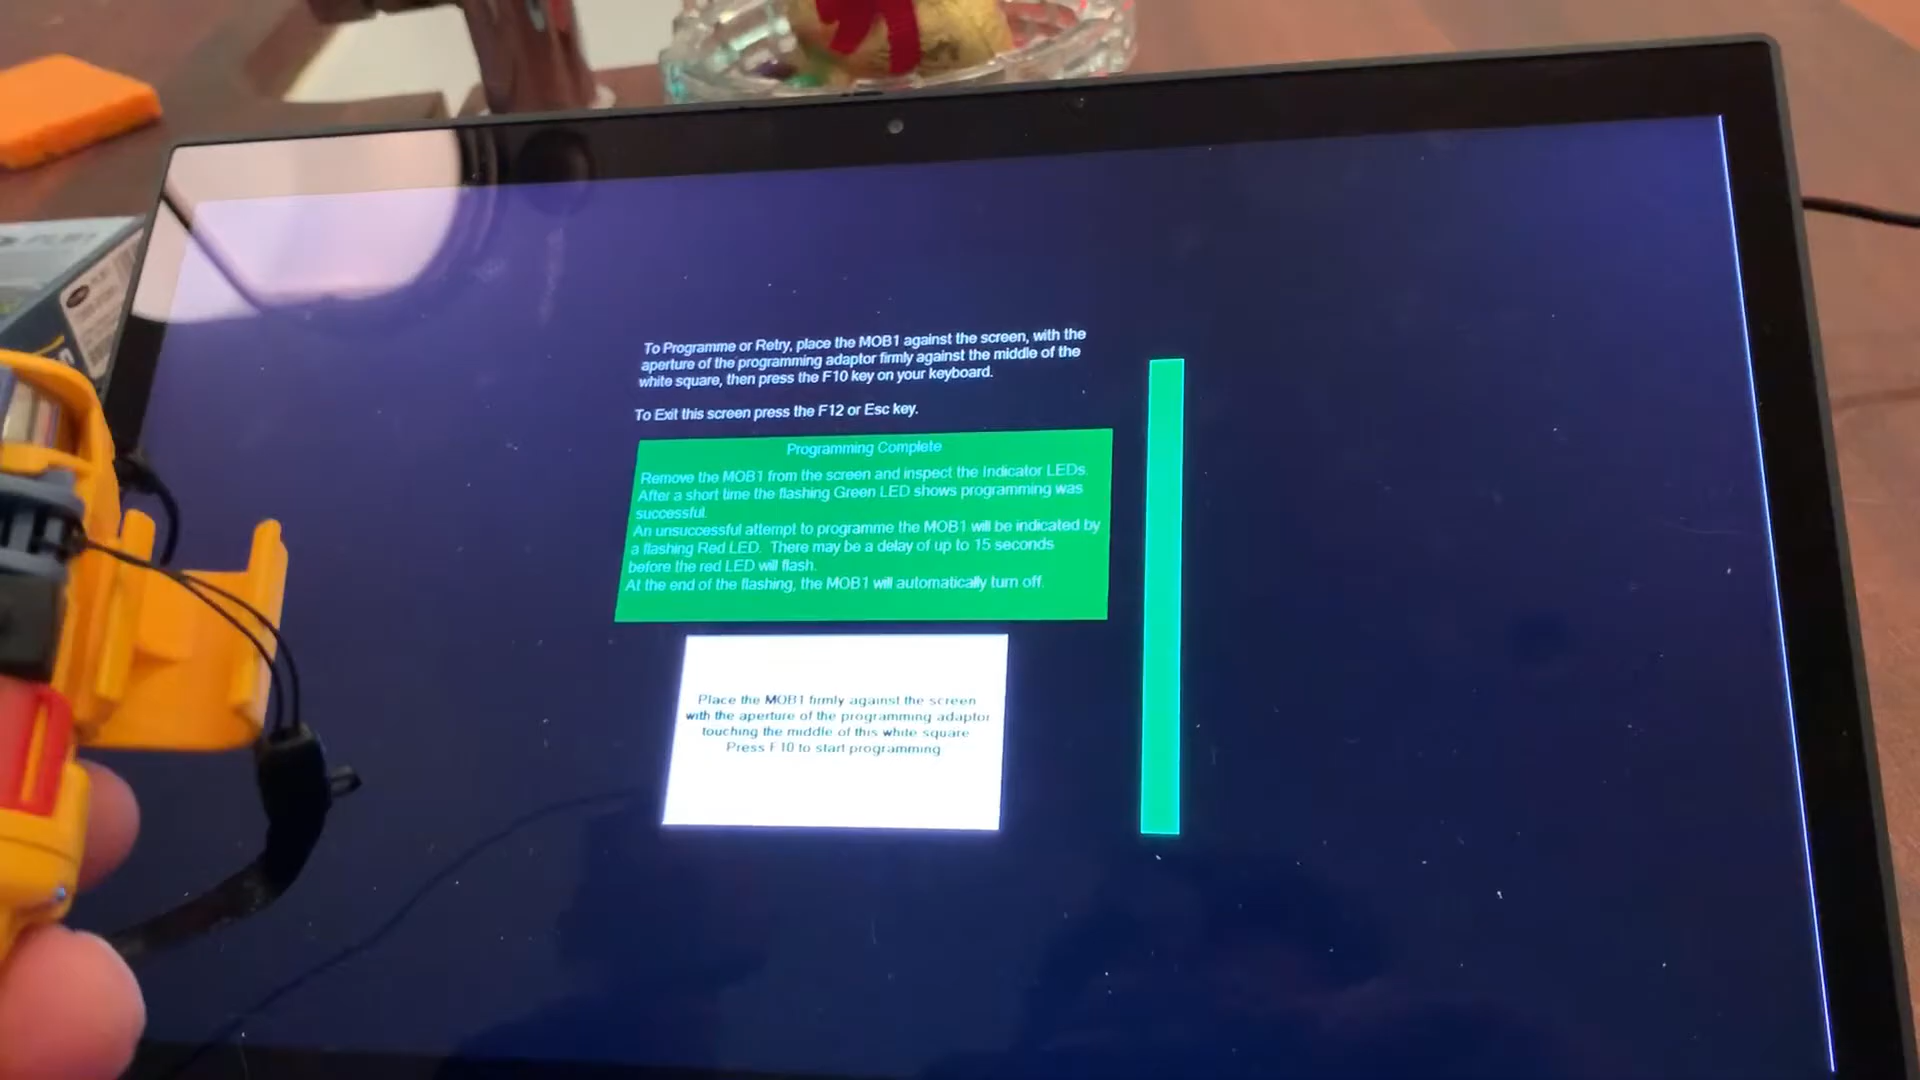 PLB1
To Programme or Retry, place the MOB1 against the screen, with the
aperture of the programming adaptor firmly against the middle of the
white square, then press the F10 key on your keyboard.
To Exit this screen press the F12 or Esc key.
Programming Complete
Remove the MOB1 from the screen and inspect the Indicator LEDs.
After a short time the flashing Green LED shows programming was
successful.
An unsuccessful attempt to programme the MOB1 will be indicated by
a flashing Red LED. There may be a delay of up to 15 seconds
before the red LED will flash.
At the end of the flashing, the MOB1 will automatically turn off.
Place the MOB1 firmly against the screen
with the aperture of the programming adaptor
touching the middle of this white square
Press F10 to start programming